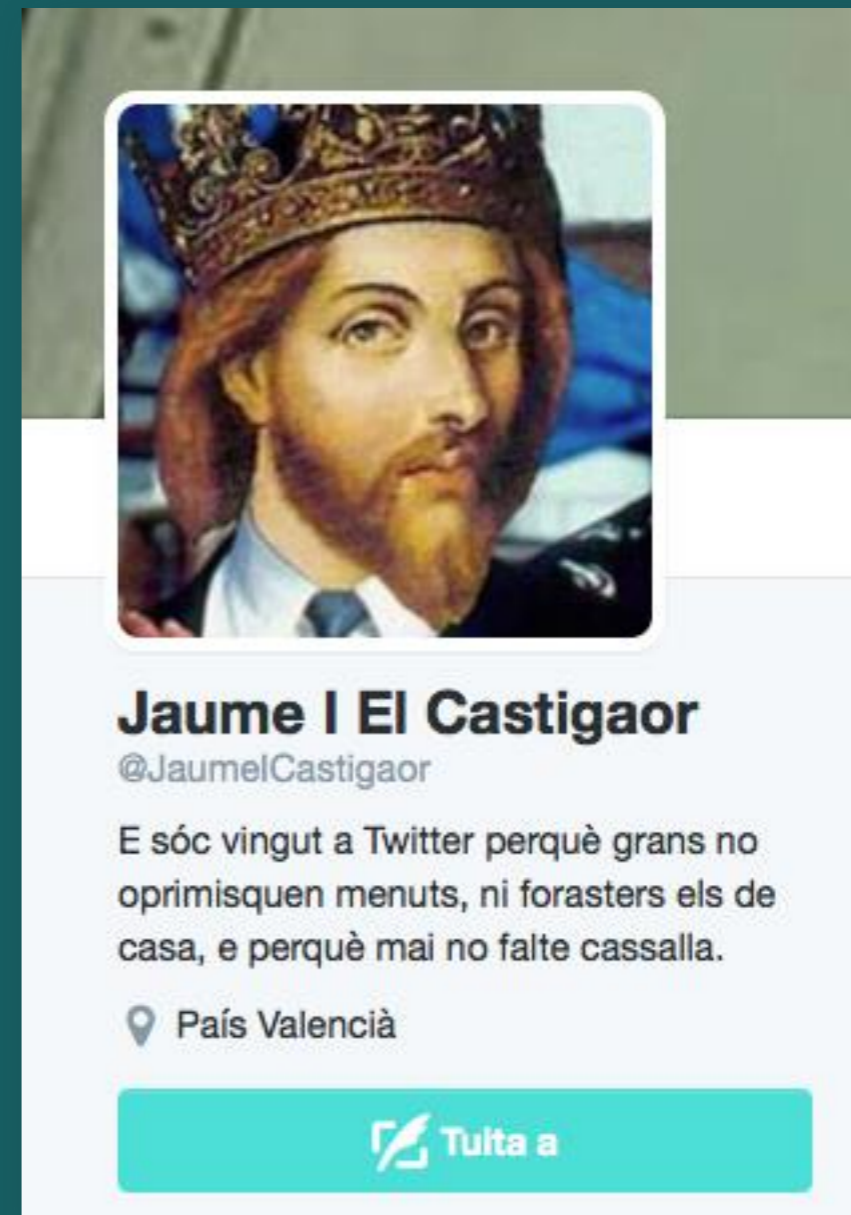 Jaume I El Castigaor
@JaumeICastigaor
E sóc vingut a Twitter perquè grans no
oprimisquen menuts, ni forasters els de
casa, e perquè mai no falte cassalla.
País Valencià
Tuita a